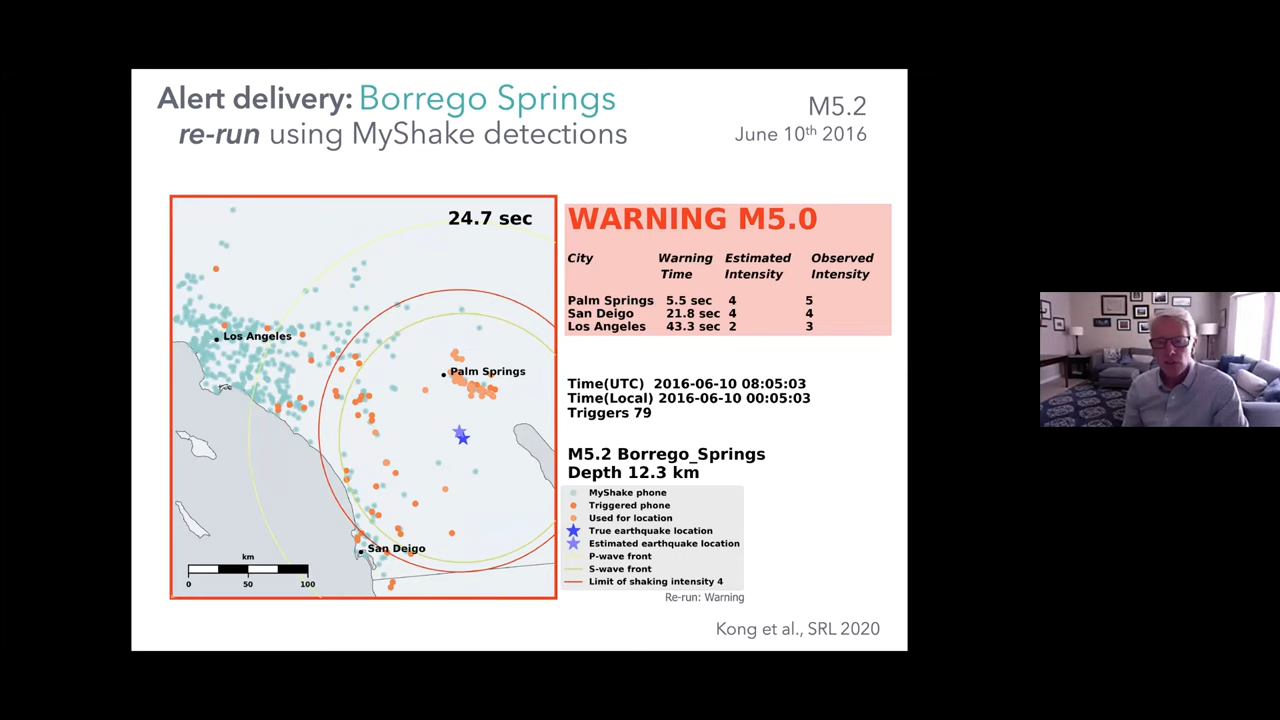 Alert delivery: Borrego Springs
re-run using MyShake detections
M5.2
June 10th 2016
24.7 sec
Los Angeles
Palm Springs
San Deigo
km
0 50 100
WARNING M5.0
City Warning Time Estimated Intensity Observed Intensity
Palm Springs 5.5 sec 4 5
San Deigo 21.8 sec 4 4
Los Angeles 43.3 sec 2 3
Time(UTC) 2016-06-10 08:05:03
Time(Local) 2016-06-10 00:05:03
Triggers 79
M5.2 Borrego_Springs
Depth 12.3 km
MyShake phone
Triggered phone
Used for location
True earthquake location
Estimated earthquake location
P-wave front
S-wave front
Limit of shaking intensity 4
Re-run: Warning
Kong et al., SRL 2020